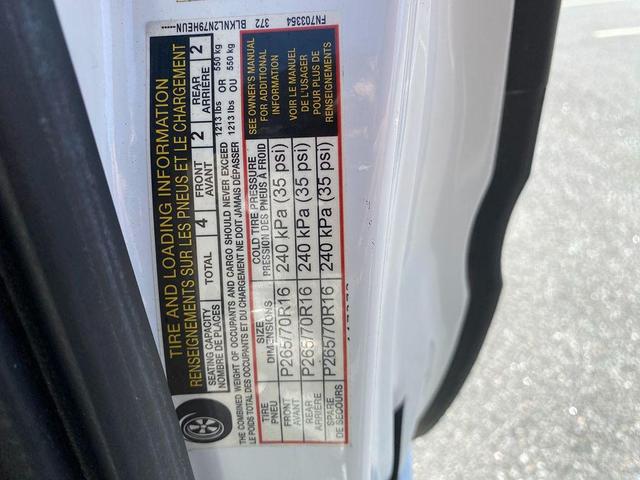 FN703354   372   BLKNLZN79HEUN-----
TIRE AND LOADING INFORMATION
RENSEIGNEMENTS SUR LES PNEUS ET LE CHARGEMENT
SEATING CAPACITY TOTAL 4 FRONT 2 REAR 2
NOMBRE DE PLACES AVANT ARRIÈRE
THE COMBINED WEIGHT OF OCCUPANTS AND CARGO SHOULD NEVER EXCEED 1213 lbs OR 550 kg
LE POIDS TOTAL DES OCCUPANTS ET DU CHARGEMENT NE DOIT JAMAIS DÉPASSER 1213 lbs OU 550 kg
TIRE SIZE COLD TIRE PRESSURE
PNEU DIMENSIONS PRESSION DES PNEUS À FROID
FRONT
AVANT P265/70R16 240 kPa (35 psi)
REAR
ARRIÈRE P265/70R16 240 kPa (35 psi)
SPARE
DE SECOURS P265/70R16 240 kPa (35 psi)
SEE OWNER'S MANUAL
FOR ADDITIONAL
INFORMATION
VOIR LE MANUEL
DE L'USAGER
POUR PLUS DE
RENSEIGNEMENTS